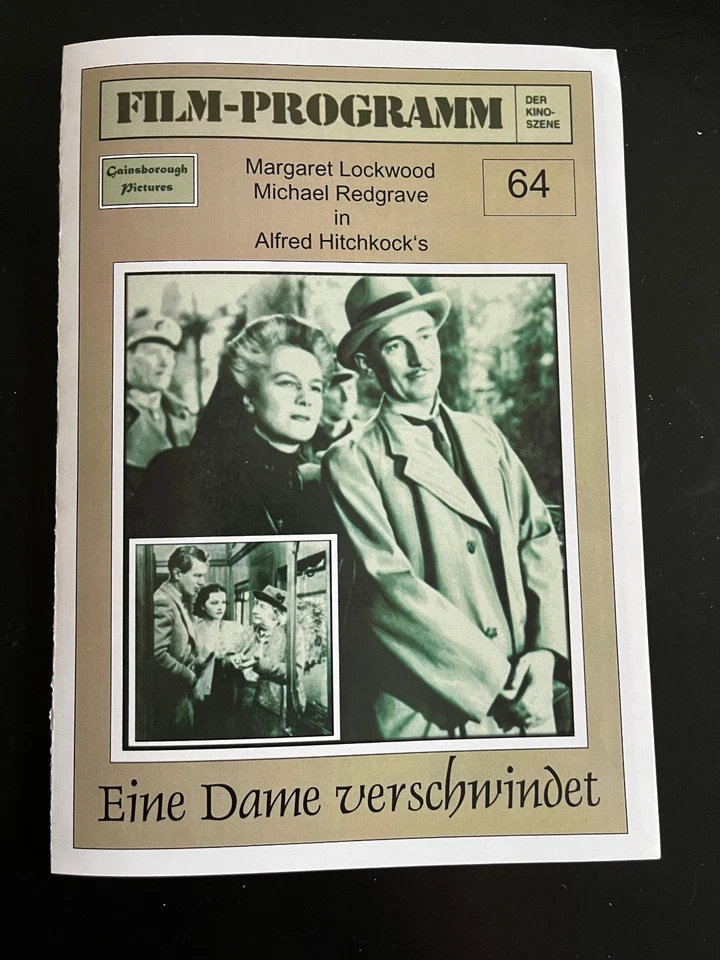 FILM-PROGRAMM
DER
KINO-
SZENE
Gainsborough
Pictures
Margaret Lockwood
Michael Redgrave
in
Alfred Hitchkock‘s
64
Eine Dame verschwindet